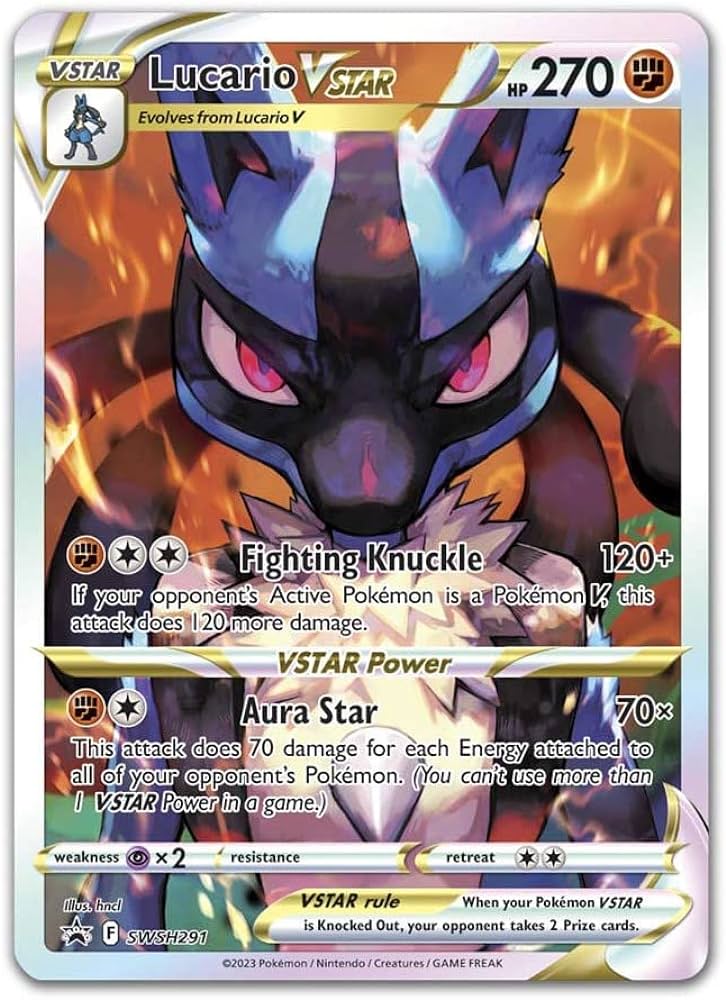 VSTAR
Lucario VSTAR
HP 270
Evolves from Lucario V
Fighting Knuckle 120+
If your opponent's Active Pokémon is a Pokémon V, this
attack does 120 more damage.
VSTAR Power
Aura Star 70×
This attack does 70 damage for each Energy attached to
all of your opponent's Pokémon. (You can't use more than
1 VSTAR Power in a game.)
weakness ×2 resistance retreat
Illus. hncl
VSTAR rule When your Pokémon VSTAR
is Knocked Out, your opponent takes 2 Prize cards.
F SWSH291
©2023 Pokémon / Nintendo / Creatures / GAME FREAK